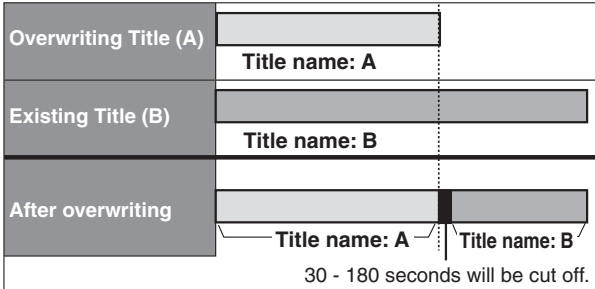 Overwriting Title (A)
Title name: A
Existing Title (B)
Title name: B
After overwriting
Title name: A Title name: B
30 - 180 seconds will be cut off.